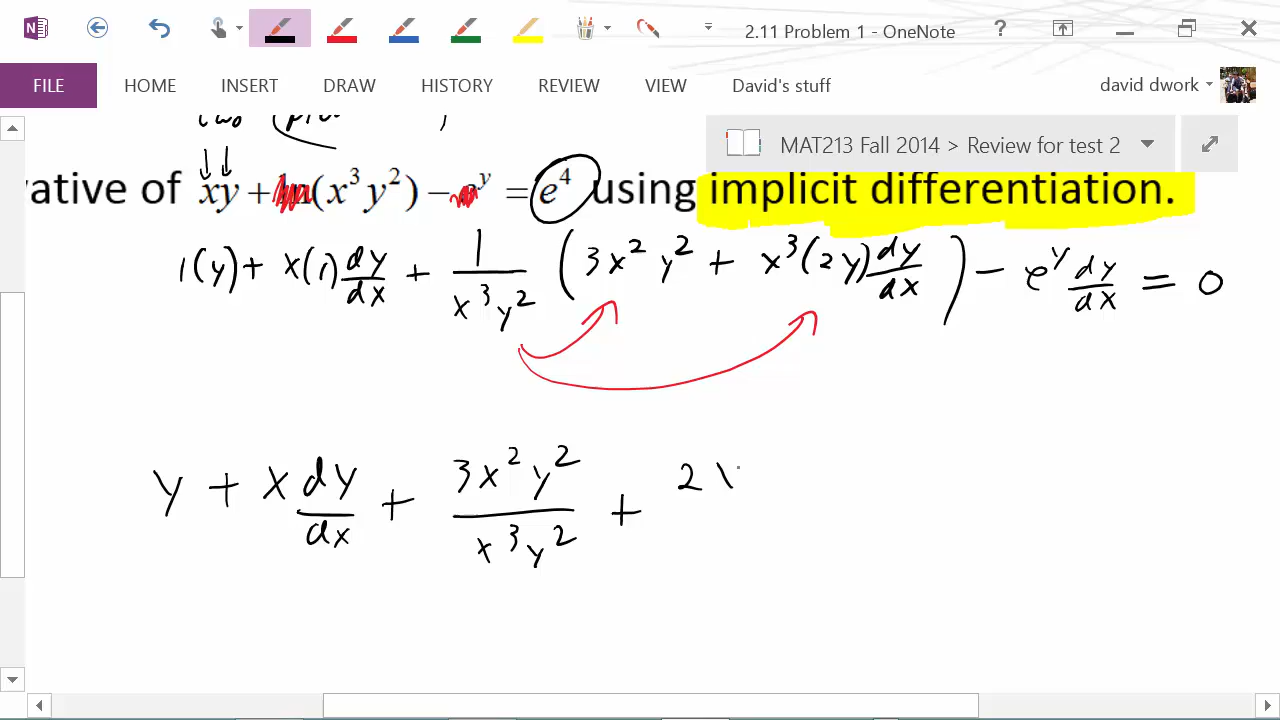 2.11 Problem 1 - OneNote ?
FILE HOME INSERT DRAW HISTORY REVIEW VIEW David's stuff david dwork
MAT213 Fall 2014 > Review for test 2
vative of xy + ln(x³y²) − e^y = e⁴ using implicit differentiation.
1(y) + x(1) dy/dx + 1/(x³y²) (3x²y² + x³(2y) dy/dx) − e^y dy/dx = 0
y + x dy/dx + 3x²y²/(x³y²) + 2